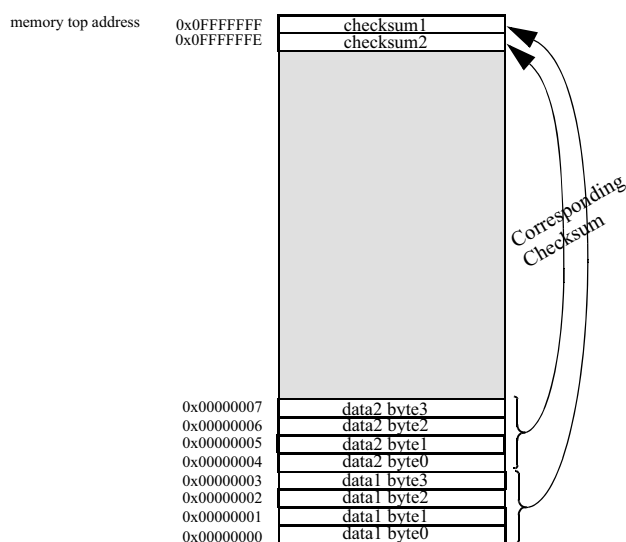 memory top address 0x0FFFFFFF checksum1
0x0FFFFFFE checksum2
Corresponding
Checksum
0x00000007 data2 byte3
0x00000006 data2 byte2
0x00000005 data2 byte1
0x00000004 data2 byte0
0x00000003 data1 byte3
0x00000002 data1 byte2
0x00000001 data1 byte1
0x00000000 data1 byte0